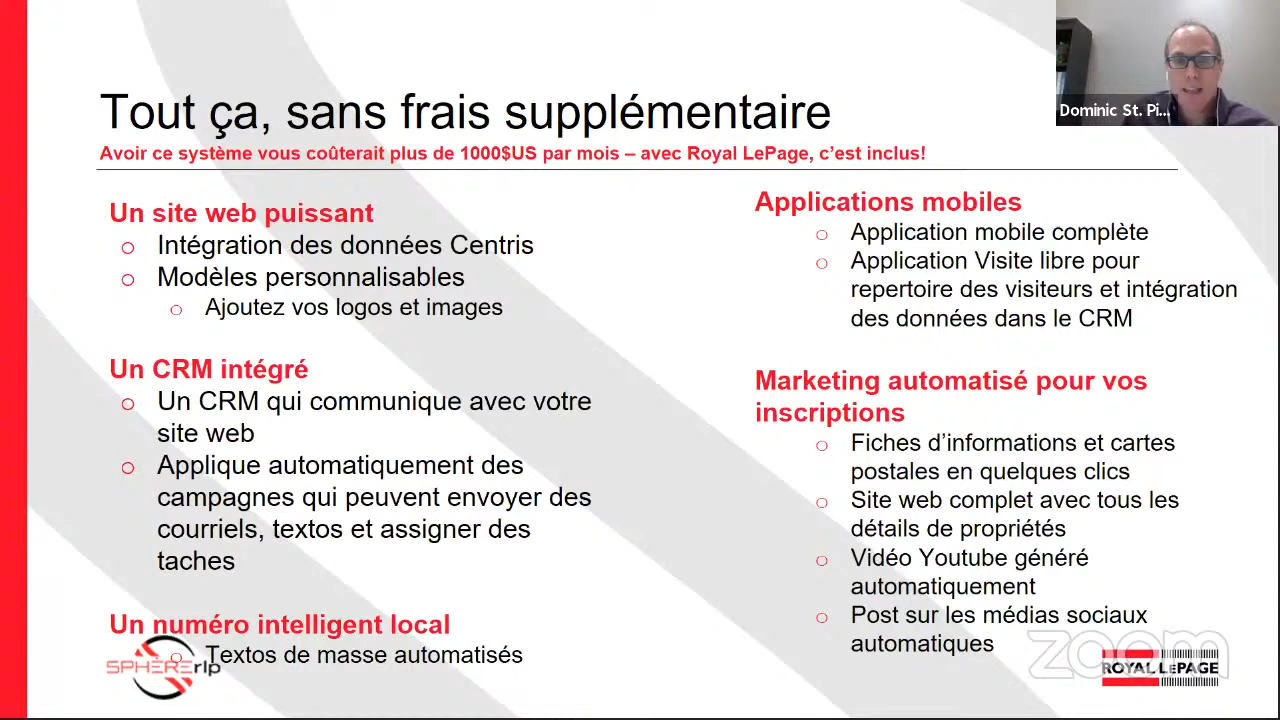 Tout ça, sans frais supplémentaire
Avoir ce système vous coûterait plus de 1000$US par mois – avec Royal LePage, c’est inclus!
Dominic St. Pi...
Un site web puissant
Intégration des données Centris
Modèles personnalisables
Ajoutez vos logos et images
Un CRM intégré
Un CRM qui communique avec votre
site web
Applique automatiquement des
campagnes qui peuvent envoyer des
courriels, textos et assigner des
taches
Un numéro intelligent local
Textos de masse automatisés
SPHÈRErlp
Applications mobiles
Application mobile complète
Application Visite libre pour
repertoire des visiteurs et intégration
des données dans le CRM
Marketing automatisé pour vos
inscriptions
Fiches d’informations et cartes
postales en quelques clics
Site web complet avec tous les
détails de propriétés
Vidéo Youtube généré
automatiquement
Post sur les médias sociaux
automatiques
zoom
ROYAL LEPAGE